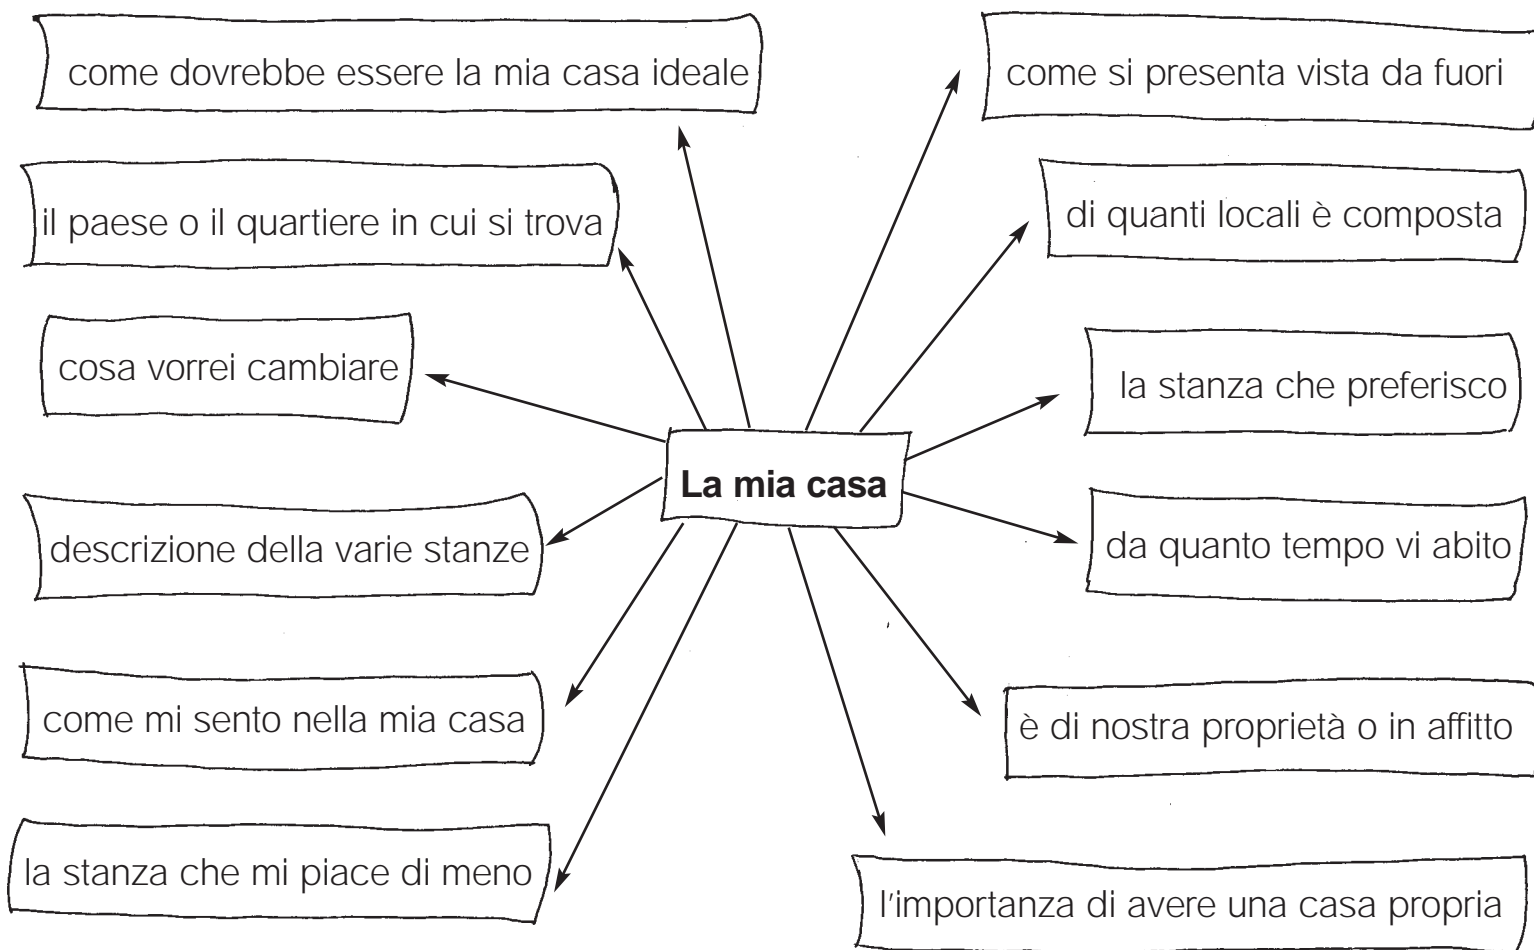 come dovrebbe essere la mia casa ideale
come si presenta vista da fuori
il paese o il quartiere in cui si trova
di quanti locali è composta
cosa vorrei cambiare
la stanza che preferisco
La mia casa
descrizione della varie stanze
da quanto tempo vi abito
come mi sento nella mia casa
è di nostra proprietà o in affitto
la stanza che mi piace di meno
l'importanza di avere una casa propria